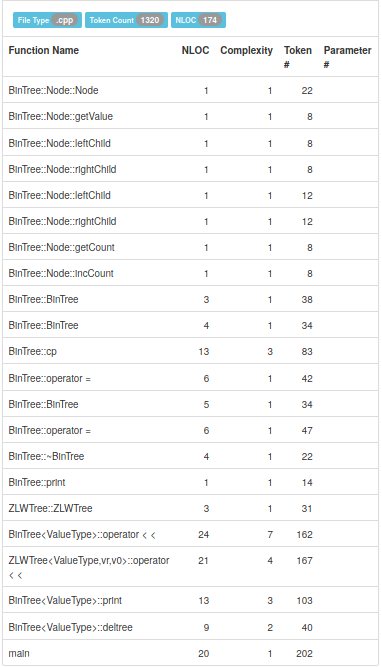 File Type .cpp Token Count 1320 NLOC 174
Function Name NLOC Complexity Token # Parameter #
BinTree::Node::Node 1 1 22
BinTree::Node::getValue 1 1 8
BinTree::Node::leftChild 1 1 8
BinTree::Node::rightChild 1 1 8
BinTree::Node::leftChild 1 1 12
BinTree::Node::rightChild 1 1 12
BinTree::Node::getCount 1 1 8
BinTree::Node::incCount 1 1 8
BinTree::BinTree 3 1 38
BinTree::BinTree 4 1 34
BinTree::cp 13 3 83
BinTree::operator = 6 1 42
BinTree::BinTree 5 1 34
BinTree::operator = 6 1 47
BinTree::~BinTree 4 1 22
BinTree::print 1 1 14
ZLWTree::ZLWTree 3 1 31
BinTree<ValueType>::operator < < 24 7 162
ZLWTree<ValueType,vr,v0>::operator 21 4 167
< <
BinTree<ValueType>::print 13 3 103
BinTree<ValueType>::deltree 9 2 40
main 20 1 202